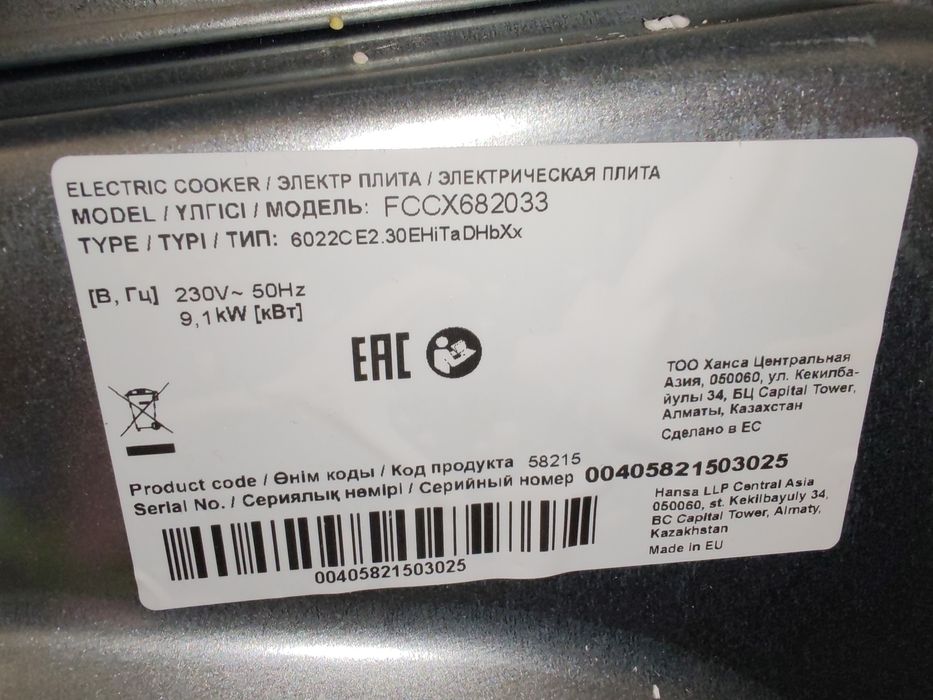 ELECTRIC COOKER / ЭЛЕКТР ПЛИТА / ЭЛЕКТРИЧЕСКАЯ ПЛИТА
MODEL / ҮЛГІСІ / МОДЕЛЬ: FCCX682033
TYPE / TYPI / ТИП: 6022CE2.30EHiTaDHbXx
[В, Гц] 230V~ 50Hz
9,1kW [кВт]
EAC
ТОО Ханса Центральная
Азия, 050060, ул. Кекилба-
йулы 34, БЦ Capital Tower,
Алматы, Казахстан
Сделано в ЕС
Product code / Өнім коды / Код продукта 58215
Serial No. / Сериялық нөмірі / Серийный номер 00405821503025
00405821503025
Hansa LLP Central Asia
050060, st. Kekilbayuly 34,
BC Capital Tower, Almaty,
Kazakhstan
Made in EU